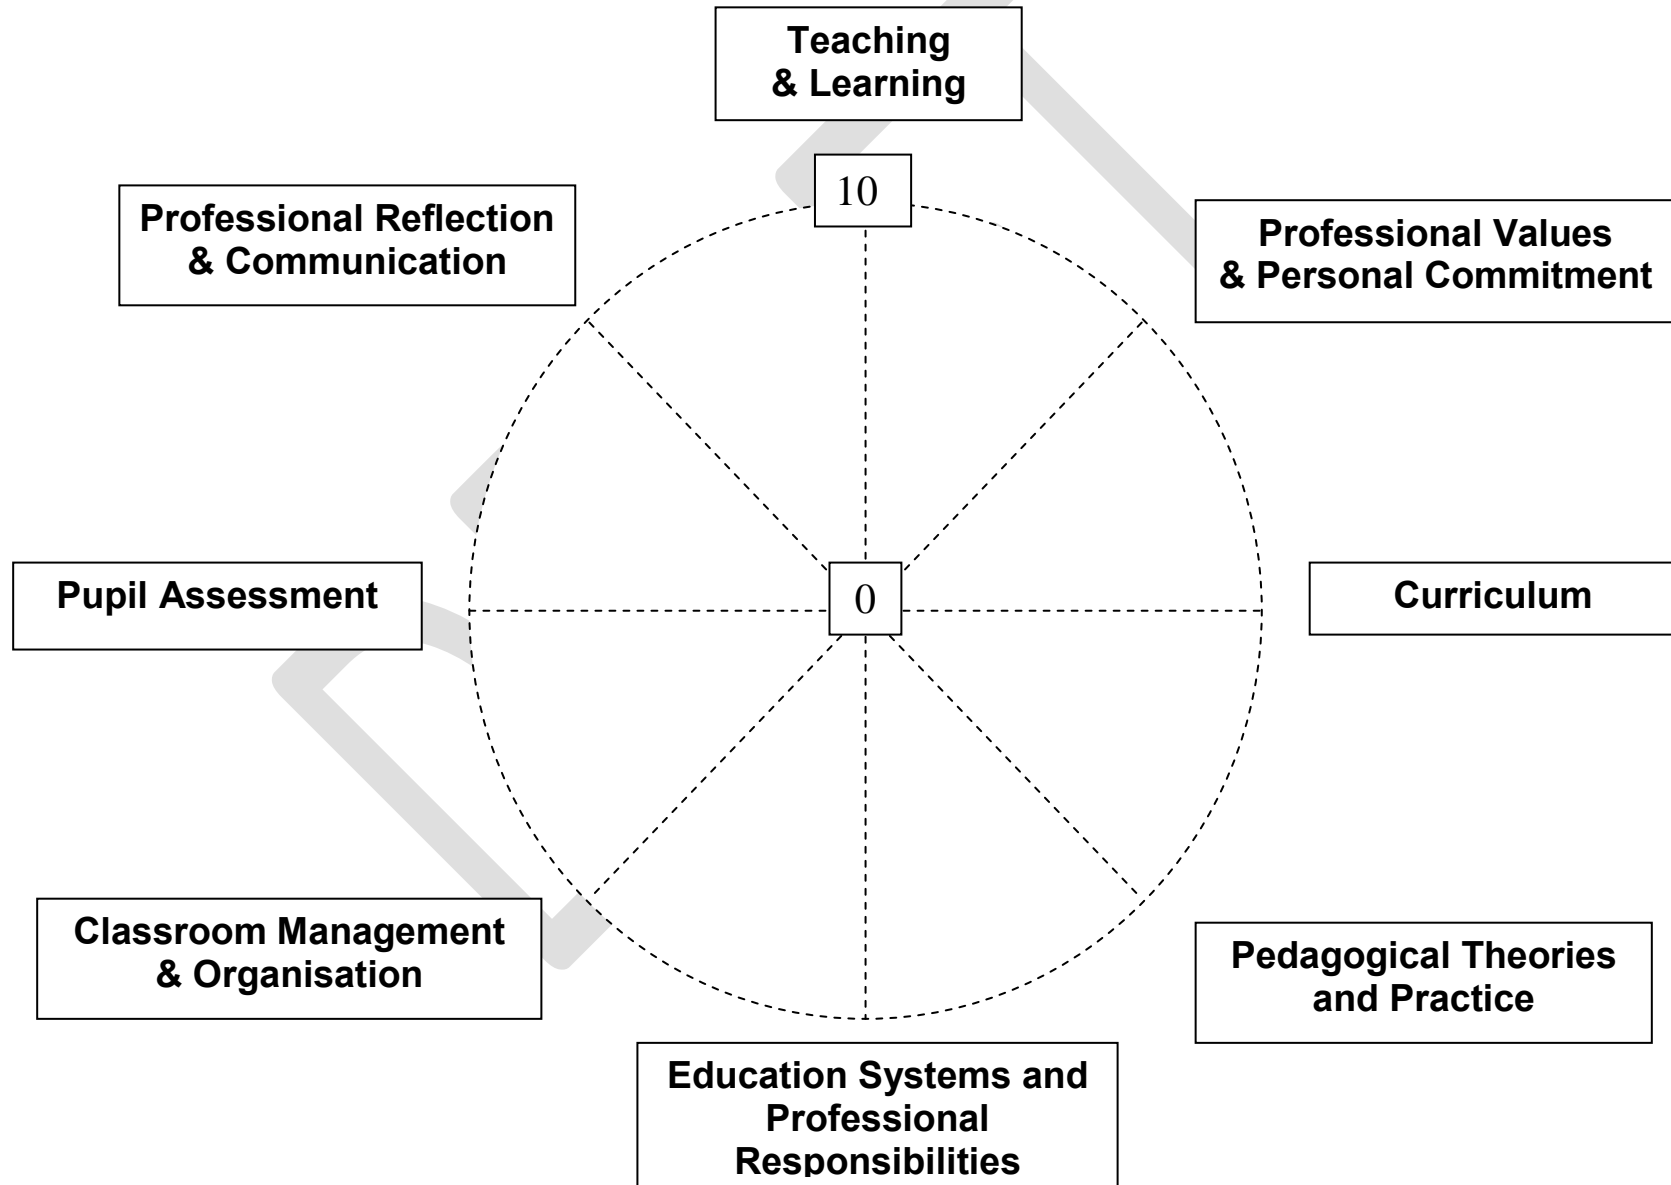 Teaching
& Learning
10
Professional Reflection
& Communication
Professional Values
& Personal Commitment
Pupil Assessment
0
Curriculum
Classroom Management
& Organisation
Pedagogical Theories
and Practice
Education Systems and
Professional
Responsibilities